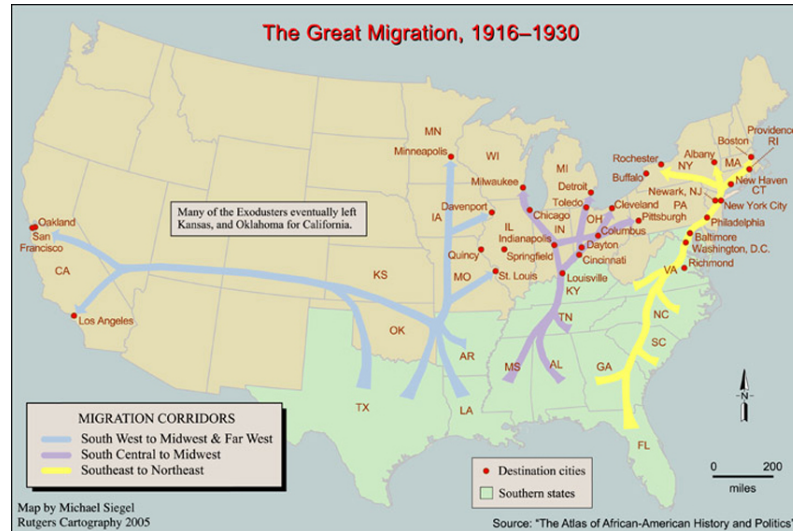 The Great Migration, 1916–1930
MN
Minneapolis
WI
Milwaukee
MI
Detroit
Toledo
Rochester
Buffalo
Albany
NY
Boston
MA
Providence
RI
New Haven
CT
Newark, NJ
New York City
PA
Philadelphia
Cleveland
Pittsburgh
OH
Columbus
Baltimore
Washington, D.C.
Richmond
VA
IA
Davenport
IL
Chicago
IN
Indianapolis
Springfield
Quincy
Dayton
Cincinnati
Louisville
KY
MO
St. Louis
Many of the Exodusters eventually left
Kansas, and Oklahoma for California.
Oakland
San
Francisco
CA
Los Angeles
KS
OK
AR
TN
NC
SC
MS
AL
GA
TX
LA
FL
MIGRATION CORRIDORS
South West to Midwest & Far West
South Central to Midwest
Southeast to Northeast
Destination cities
Southern states
N
0 200
miles
Map by Michael Siegel
Rutgers Cartography 2005
Source: "The Atlas of African-American History and Politics"